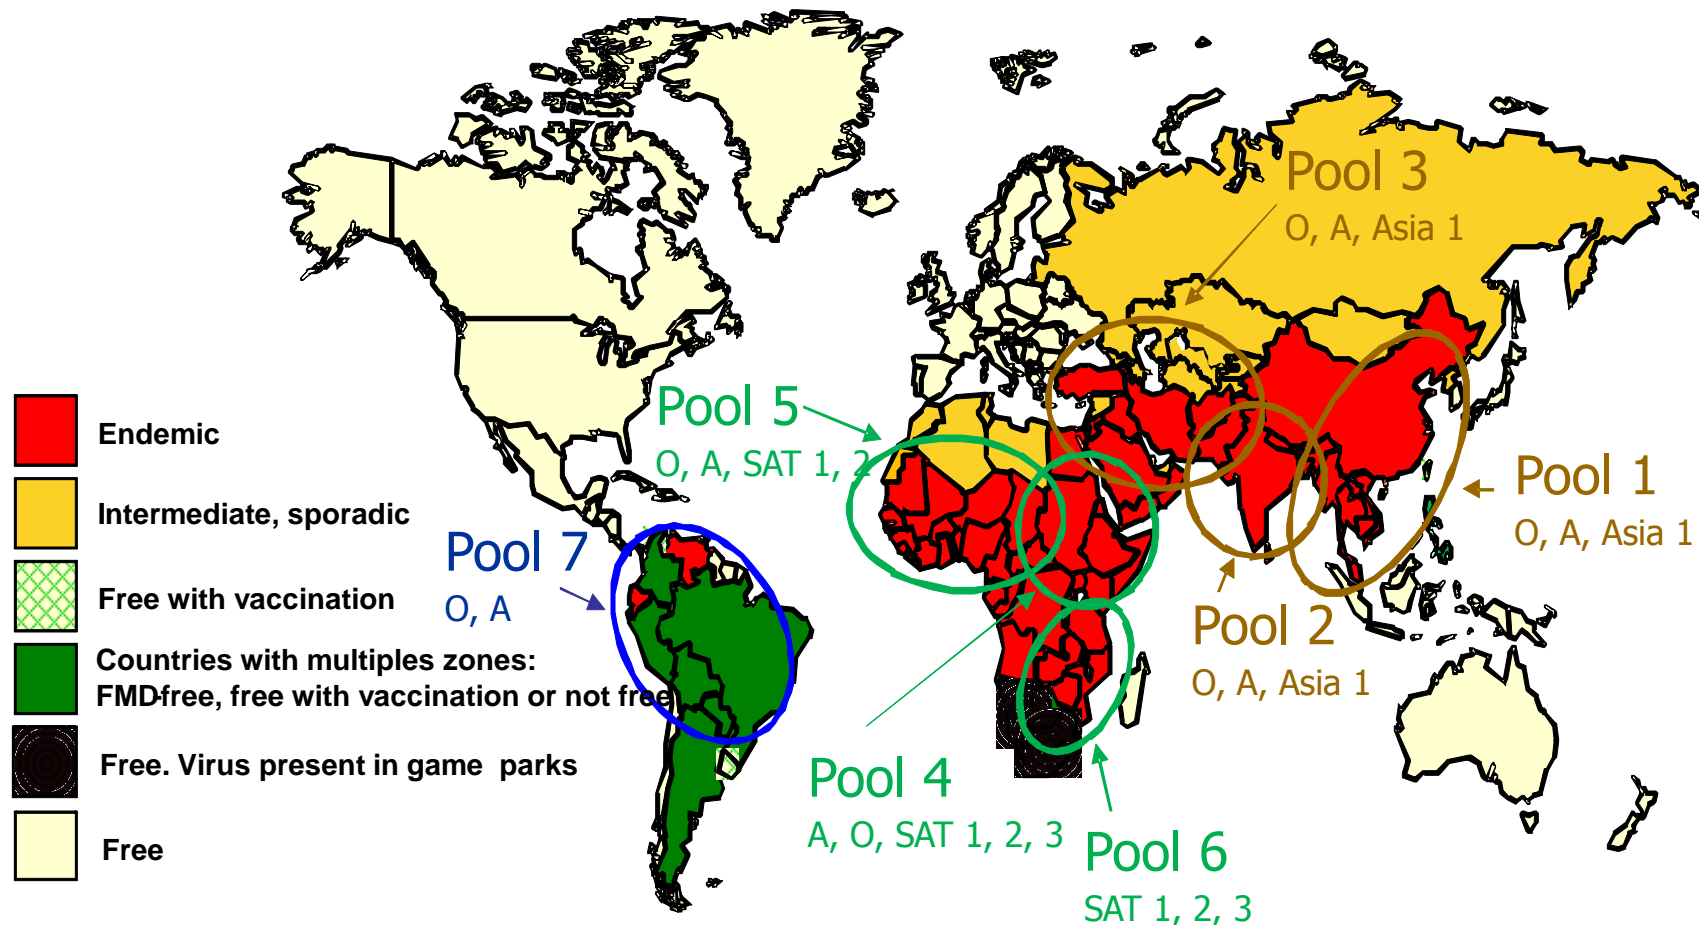 Pool 3
O, A, Asia 1
Pool 5
O, A, SAT 1, 2
Pool 1
O, A, Asia 1
Pool 7
O, A
Pool 2
O, A, Asia 1
Pool 4
A, O, SAT 1, 2, 3
Pool 6
SAT 1, 2, 3
Endemic
Intermediate, sporadic
Free with vaccination
Countries with multiples zones:
FMD-free, free with vaccination or not free
Free. Virus present in game parks
Free